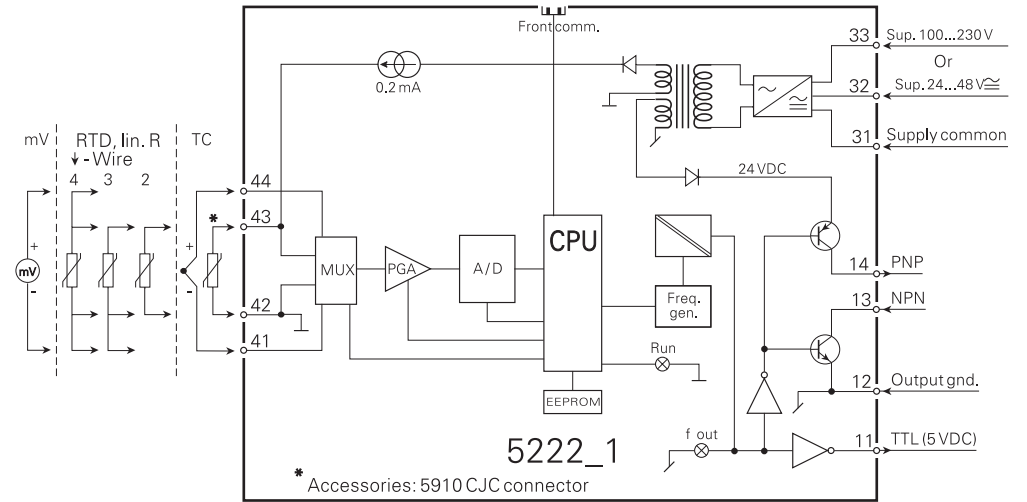 Front comm.
33 Sup. 100...230 V
Or
0.2 mA
32 Sup. 24...48 V≅
mV RTD, lin. R TC
- Wire
31 Supply common
4 3 2
44
24 VDC
* 43
CPU
+ +
mV MUX PGA A/D
14 PNP
- -
13 NPN
42
Freq.
gen.
41
Run
12 Output gnd.
EEPROM
5222_1
f out
11 TTL (5 VDC)
* Accessories: 5910 CJC connector